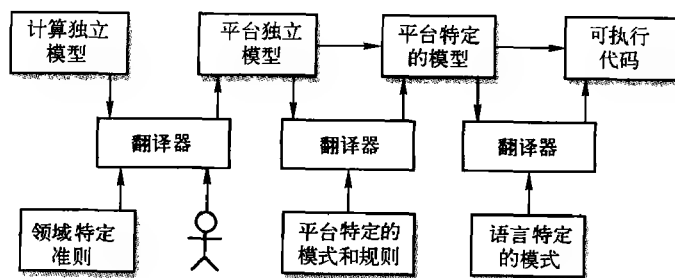 计算独立
模型
平台独立
模型
平台特定
的模型
可执行
代码
翻译器
翻译器
翻译器
领域特定
准则
平台特定的
模式和规则
语言特定
的模式